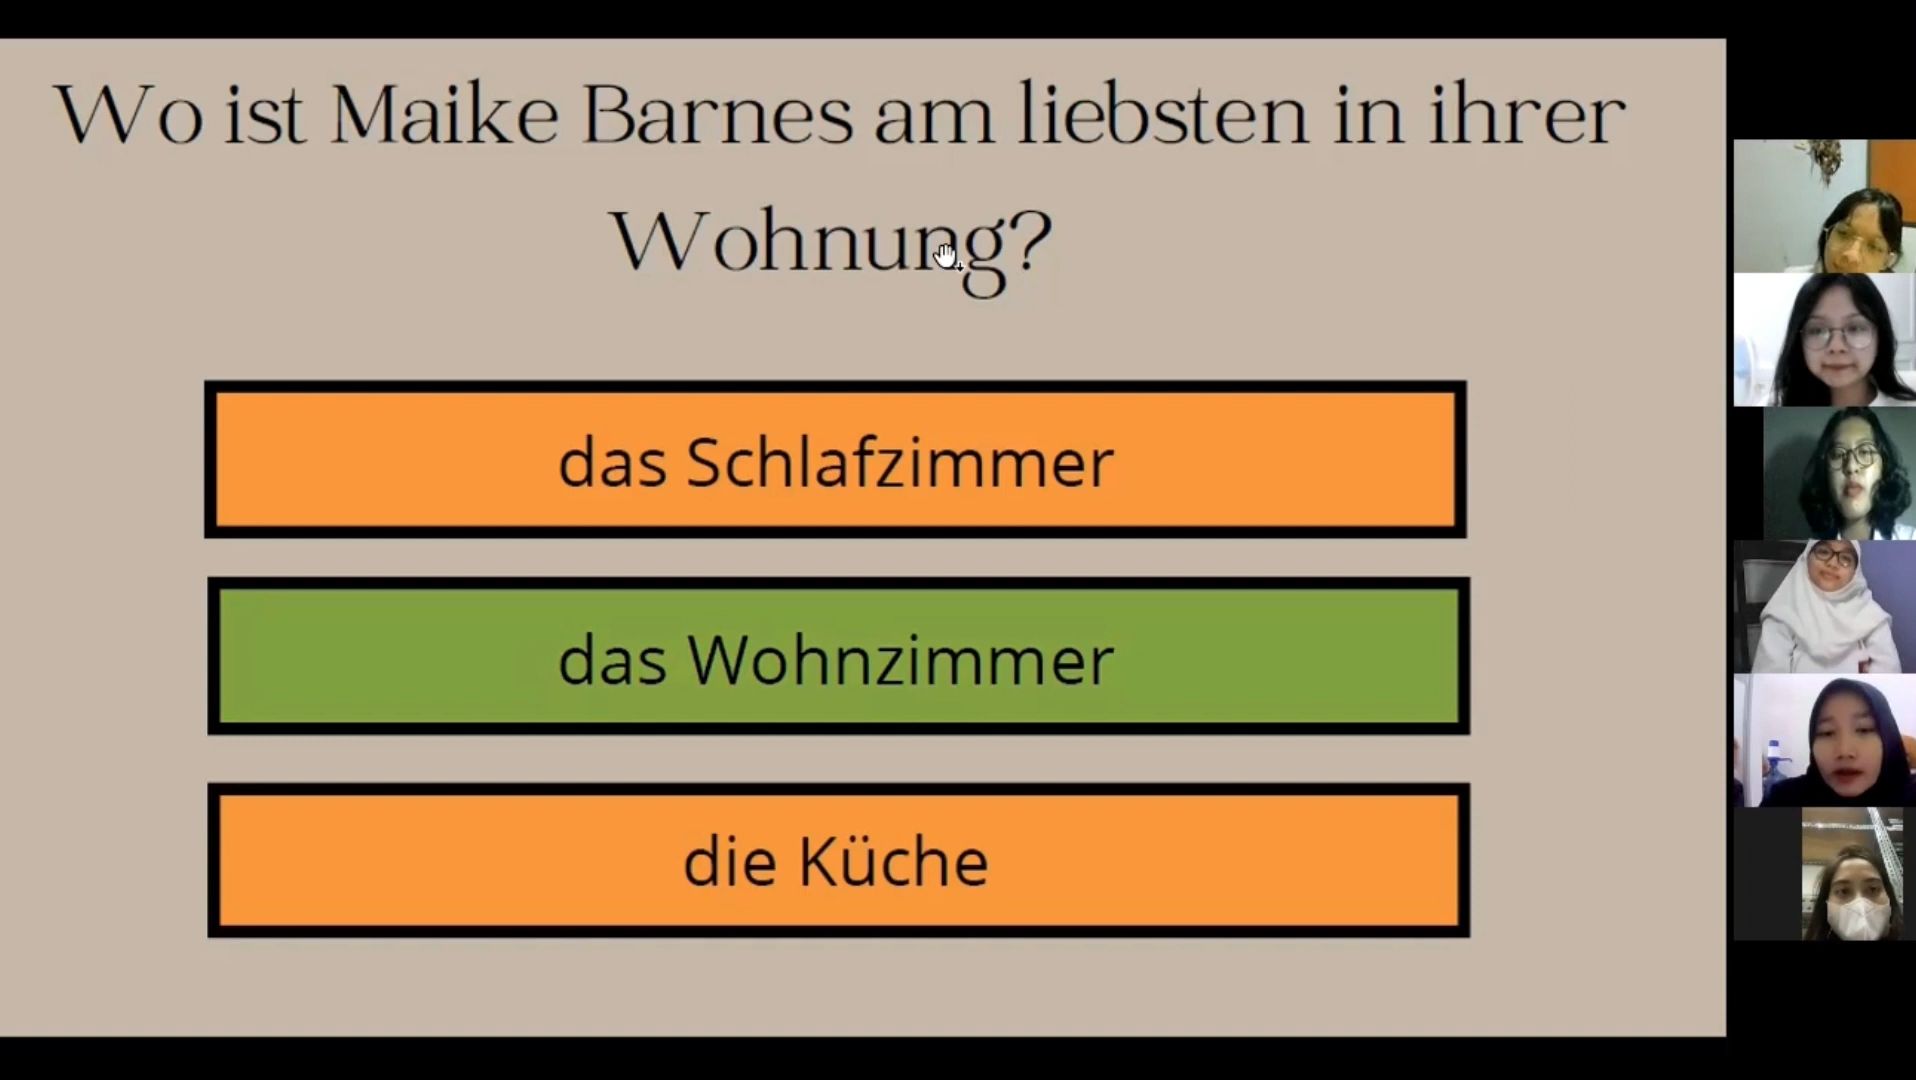 Wo ist Maike Barnes am liebsten in ihrer
Wohnung?
das Schlafzimmer
das Wohnzimmer
die Küche